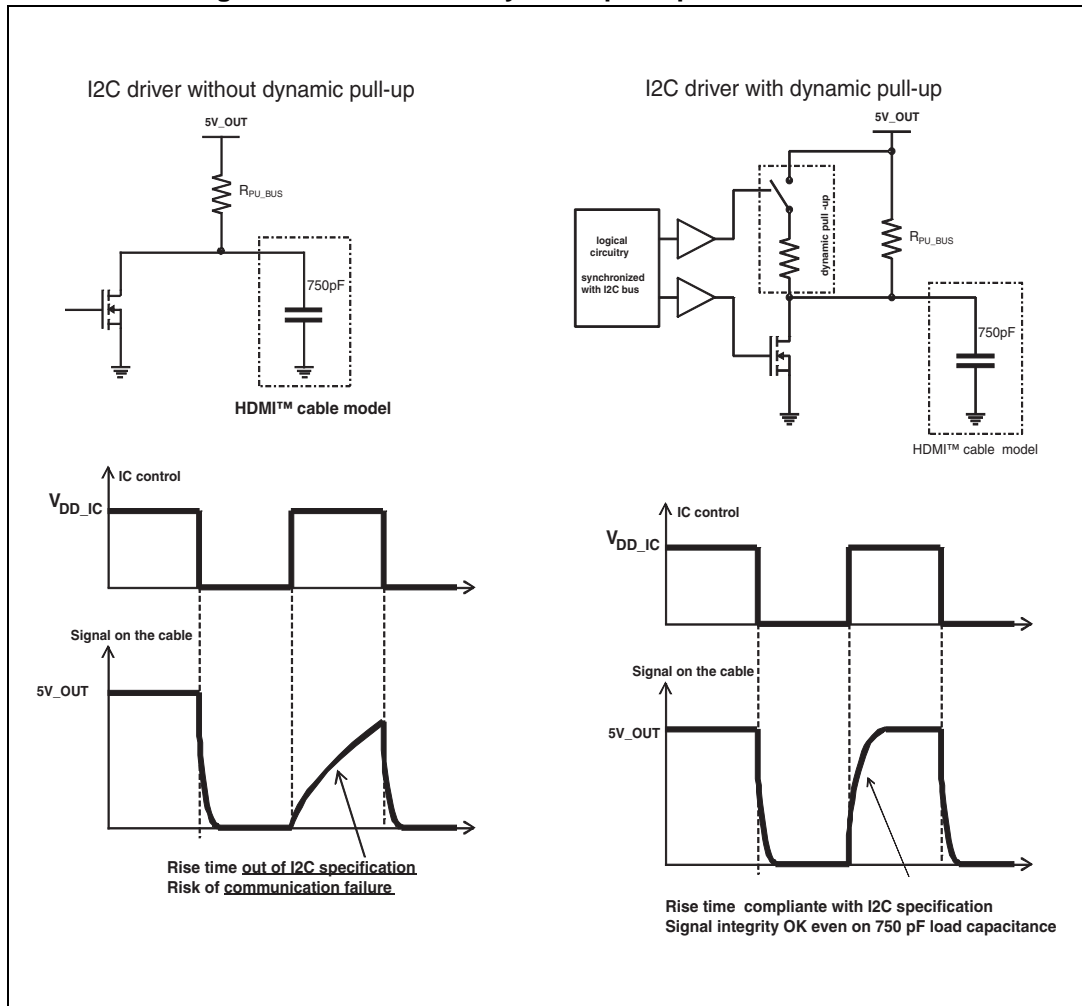 I2C driver without dynamic pull-up
5V_OUT
RPU_BUS
750pF
HDMI™ cable model
I2C driver with dynamic pull-up
5V_OUT
logical
circuitry
synchronized
with I2C bus
dynamic pull -up
RPU_BUS
750pF
HDMI™ cable model
IC control
VDD_IC
Signal on the cable
5V_OUT
Rise time out of I2C specification
Risk of communication failure
IC control
VDD_IC
Signal on the cable
5V_OUT
Rise time compliante with I2C specification
Signal integrity OK even on 750 pF load capacitance